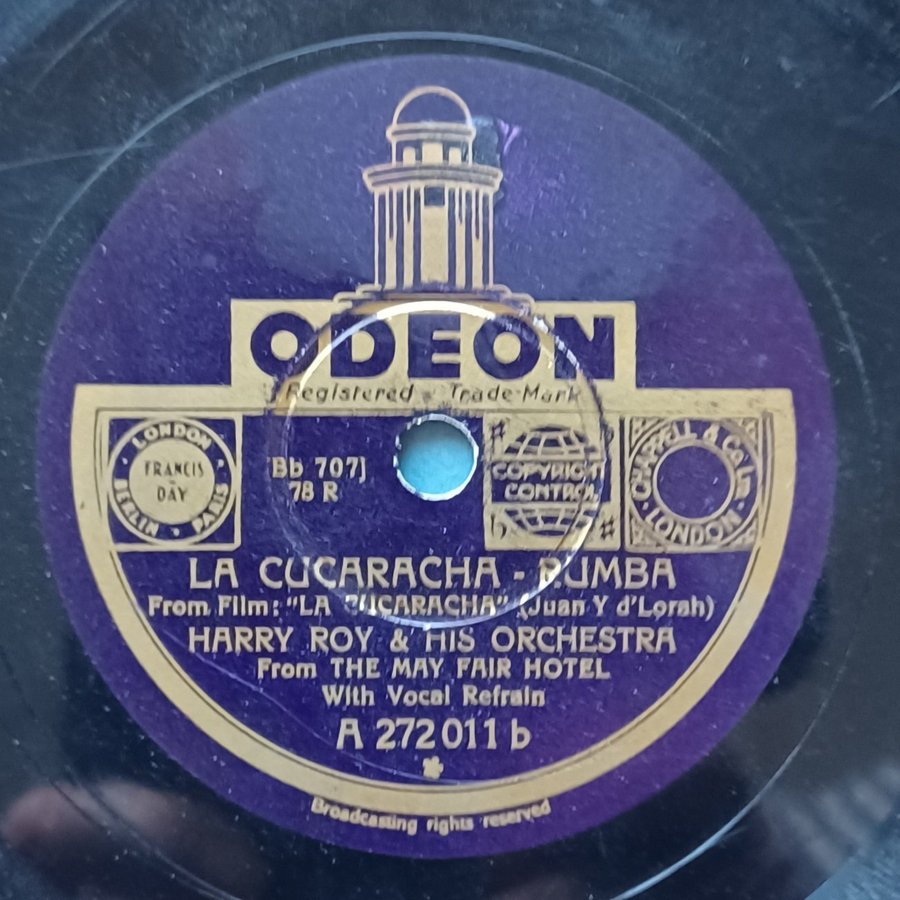 ODEON
Registered Trade-Mark
LONDON
FRANCIS
DAY
BERLIN • PARIS
[Bb 707]
78 R
COPYRIGHT
CONTROL
CHAPPELL & Co LTD
LONDON
LA CUCARACHA - RUMBA
From Film: "LA CUCARACHA" (Juan Y d'Lorah)
HARRY ROY & HIS ORCHESTRA
From THE MAY FAIR HOTEL
With Vocal Refrain
A 272011 b
Broadcasting rights reserved